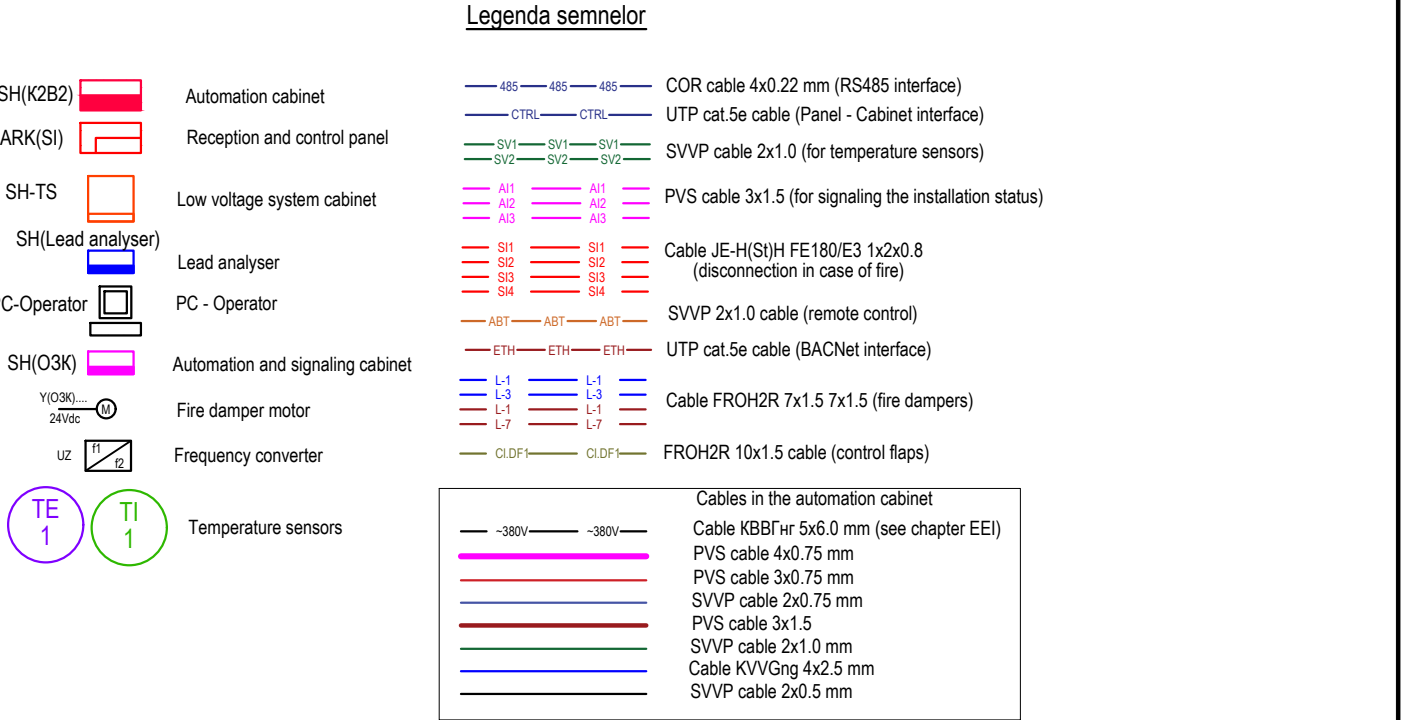 Legenda semnelor
SH(K2B2)
Automation cabinet
ARK(SI)
Reception and control panel
SH-TS
Low voltage system cabinet
SH(Lead analyser)
Lead analyser
PC-Operator
PC - Operator
SH(ОЗК)
Automation and signaling cabinet
Y(ОЗК)....
24Vdc
M
Fire damper motor
UZ
f1
f2
Frequency converter
TE
1
TI
1
Temperature sensors
485 485 485
COR cable 4x0.22 mm (RS485 interface)
CTRL CTRL
UTP cat.5e cable (Panel - Cabinet interface)
SV1 SV1 SV1
SV2 SV2 SV2
SVVP cable 2x1.0 (for temperature sensors)
AI1 AI1
AI2 AI2
AI3 AI3
PVS cable 3x1.5 (for signaling the installation status)
SI1 SI1
SI2 SI2
SI3 SI3
SI4 SI4
Cable JE-H(St)H FE180/E3 1x2x0.8
(disconnection in case of fire)
ABT ABT ABT
SVVP 2x1.0 cable (remote control)
ETH ETH ETH
UTP cat.5e cable (BACNet interface)
L-1 L-1
L-3 L-3
L-1 L-1
L-7 L-7
Cable FROH2R 7x1.5 7x1.5 (fire dampers)
CI.DF1 CI.DF1
FROH2R 10x1.5 cable (control flaps)
Cables in the automation cabinet
~380V ~380V
Cable КВВГнг 5x6.0 mm (see chapter EEI)
PVS cable 4x0.75 mm
PVS cable 3x0.75 mm
SVVP cable 2x0.75 mm
PVS cable 3x1.5
SVVP cable 2x1.0 mm
Cable KVVGng 4x2.5 mm
SVVP cable 2x0.5 mm